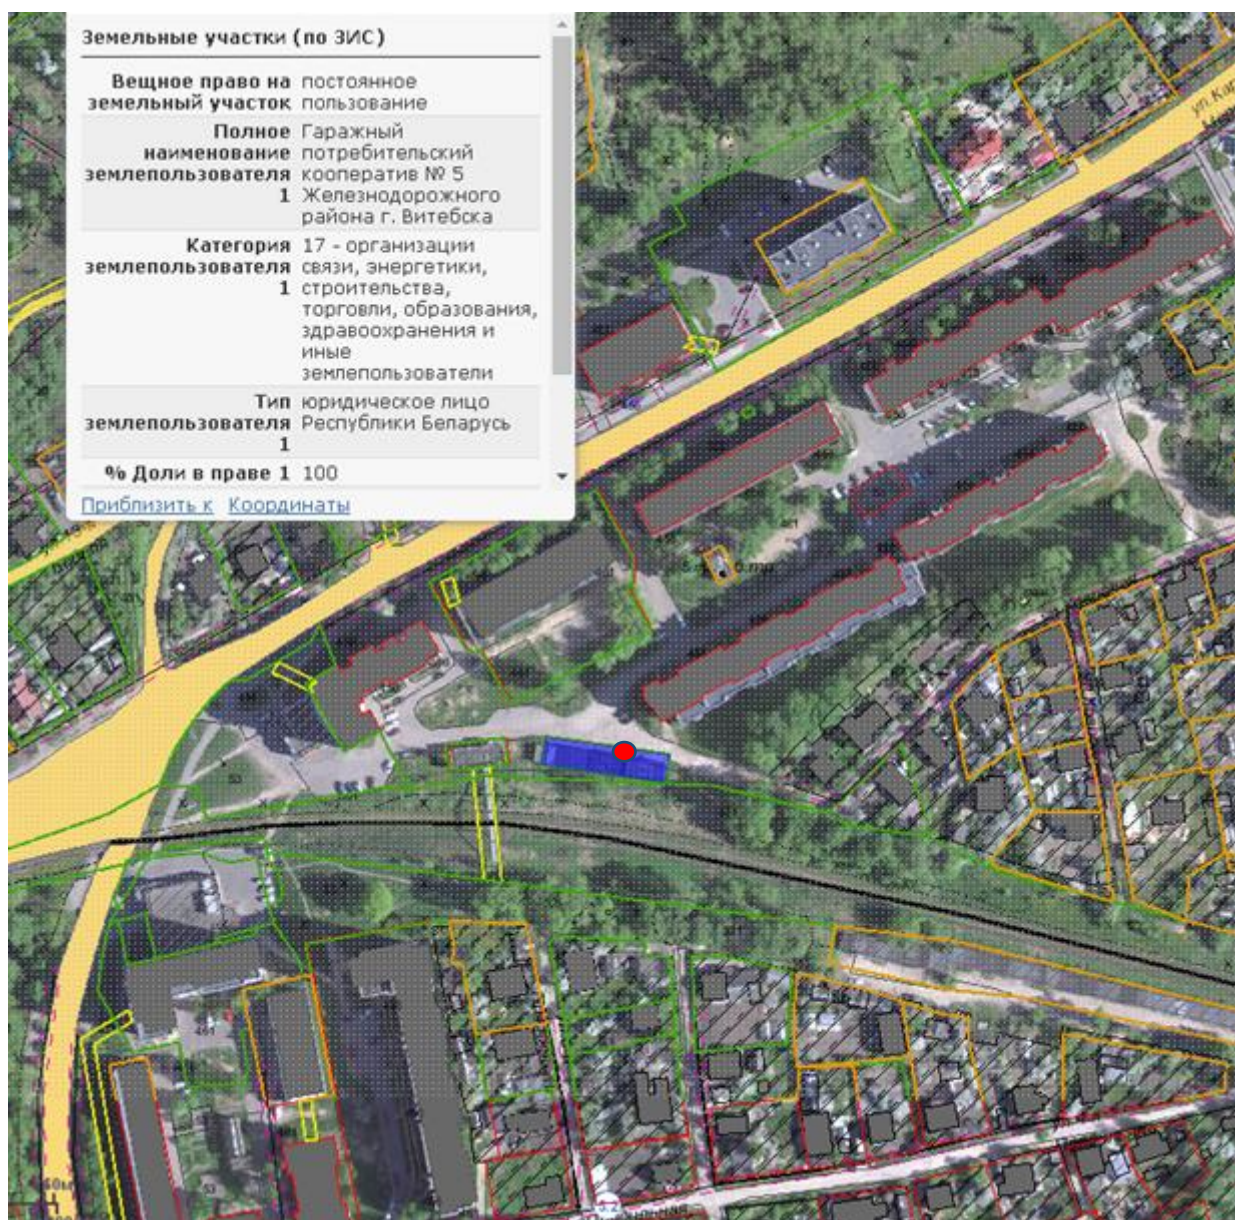 Земельные участки (по ЗИС)
Вещное право на земельный участок постоянное пользование
Полное наименование землепользователя 1 Гаражный потребительский кооператив № 5 Железнодорожного района г. Витебска
Категория землепользователя 1 17 - организации связи, энергетики, строительства, торговли, образования, здравоохранения и иные землепользователи
Тип землепользователя 1 юридическое лицо Республики Беларусь
% Доли в праве 1 100
Приблизить к Координаты
ул. Кар
53